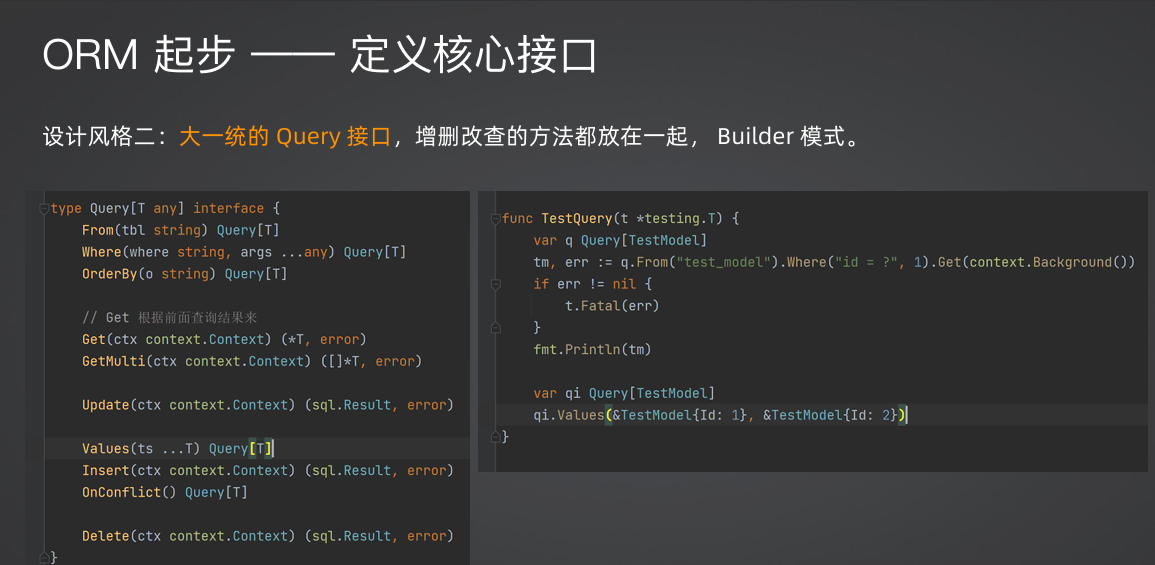 ORM 起步 —— 定义核心接口
设计风格二：大一统的 Query 接口，增删改查的方法都放在一起， Builder 模式。
type Query[T any] interface {
From(tbl string) Query[T]
Where(where string, args ...any) Query[T]
OrderBy(o string) Query[T]
// Get 根据前面查询结果来
Get(ctx context.Context) (*T, error)
GetMulti(ctx context.Context) ([]*T, error)
Update(ctx context.Context) (sql.Result, error)
Values(ts ...T) Query[T]
Insert(ctx context.Context) (sql.Result, error)
OnConflict() Query[T]
Delete(ctx context.Context) (sql.Result, error)
}
func TestQuery(t *testing.T) {
var q Query[TestModel]
tm, err := q.From("test_model").Where("id = ?", 1).Get(context.Background())
if err != nil {
t.Fatal(err)
}
fmt.Println(tm)
var qi Query[TestModel]
qi.Values(&TestModel{Id: 1}, &TestModel{Id: 2})
}